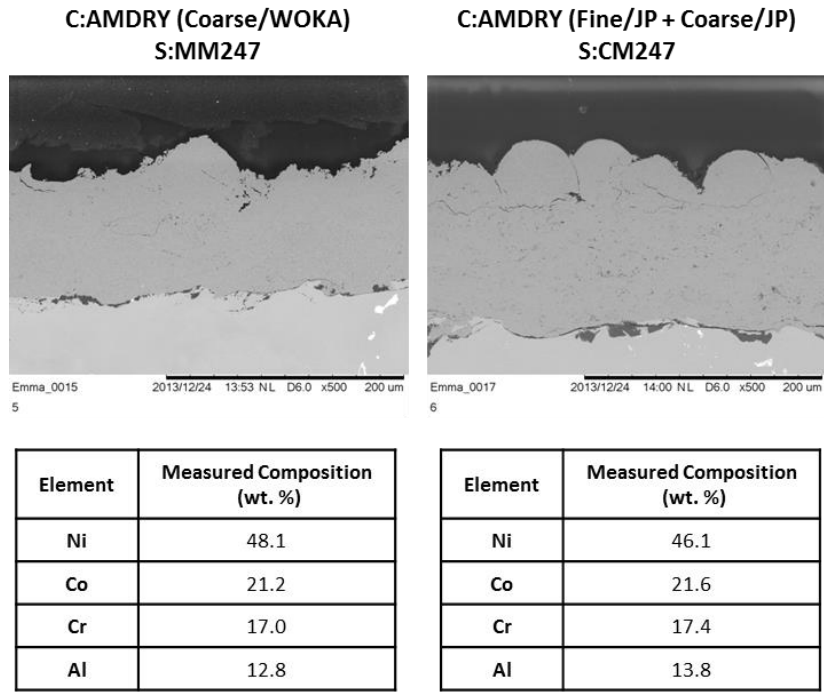 C:AMDRY (Coarse/WOKA)
S:MM247
C:AMDRY (Fine/JP + Coarse/JP)
S:CM247
Emma_0015 2013/12/24 13:53 NL D6.0 x500 200 um
5
Emma_0017 2013/12/24 14:00 NL D6.0 x500 200 um
6
Element Measured Composition
(wt. %)
Ni 48.1
Co 21.2
Cr 17.0
Al 12.8
Element Measured Composition
(wt. %)
Ni 46.1
Co 21.6
Cr 17.4
Al 13.8